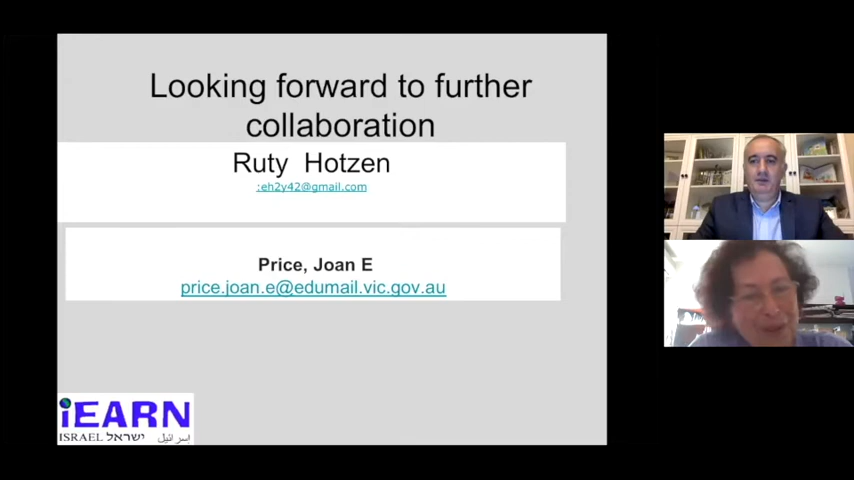 Looking forward to further
collaboration
Ruty Hotzen
:eh2y42@gmail.com
Price, Joan E
price.joan.e@edumail.vic.gov.au
iEARN
ISRAEL ישראל إسرائيل